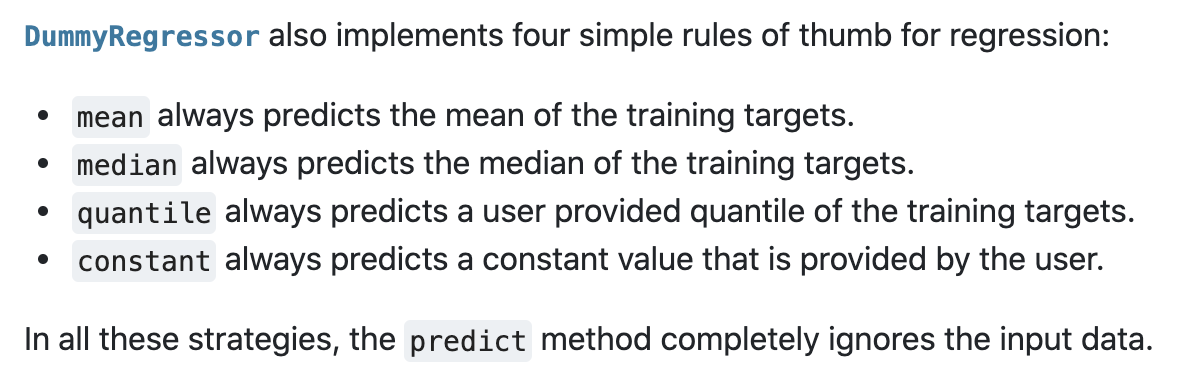 DummyRegressor also implements four simple rules of thumb for regression:
• mean always predicts the mean of the training targets.
• median always predicts the median of the training targets.
• quantile always predicts a user provided quantile of the training targets.
• constant always predicts a constant value that is provided by the user.
In all these strategies, the predict method completely ignores the input data.